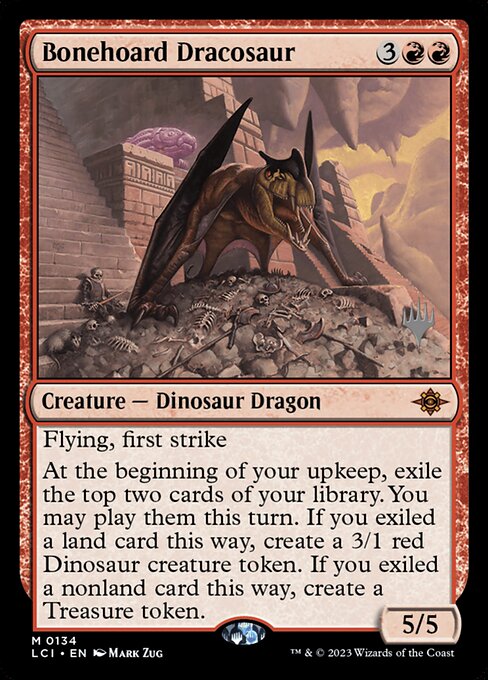 Bonehoard Dracosaur 3
Creature — Dinosaur Dragon
Flying, first strike
At the beginning of your upkeep, exile
the top two cards of your library. You
may play them this turn. If you exiled
a land card this way, create a 3/1 red
Dinosaur creature token. If you exiled
a nonland card this way, create a
Treasure token.
5/5
M 0134
LCI • EN Mark Zug
™ & © 2023 Wizards of the Coast